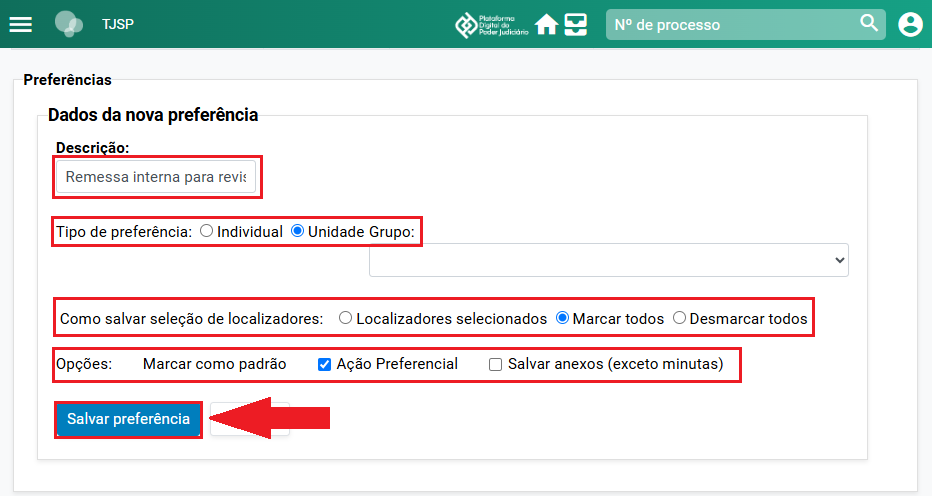 TJSP
Plataforma
Digital do
Poder Judiciário
Nº de processo
Preferências
Dados da nova preferência
Descrição:
Remessa interna para revis
Tipo de preferência: Individual Unidade Grupo:
Como salvar seleção de localizadores: Localizadores selecionados Marcar todos Desmarcar todos
Opções: Marcar como padrão Ação Preferencial Salvar anexos (exceto minutas)
Salvar preferência